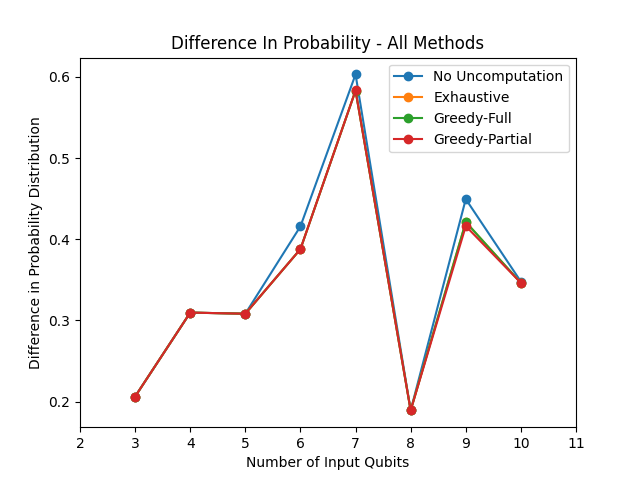 Difference In Probability - All Methods
No Uncomputation
Exhaustive
Greedy-Full
Greedy-Partial
Difference in Probability Distribution
0.6
0.5
0.4
0.3
0.2
2 3 4 5 6 7 8 9 10 11
Number of Input Qubits